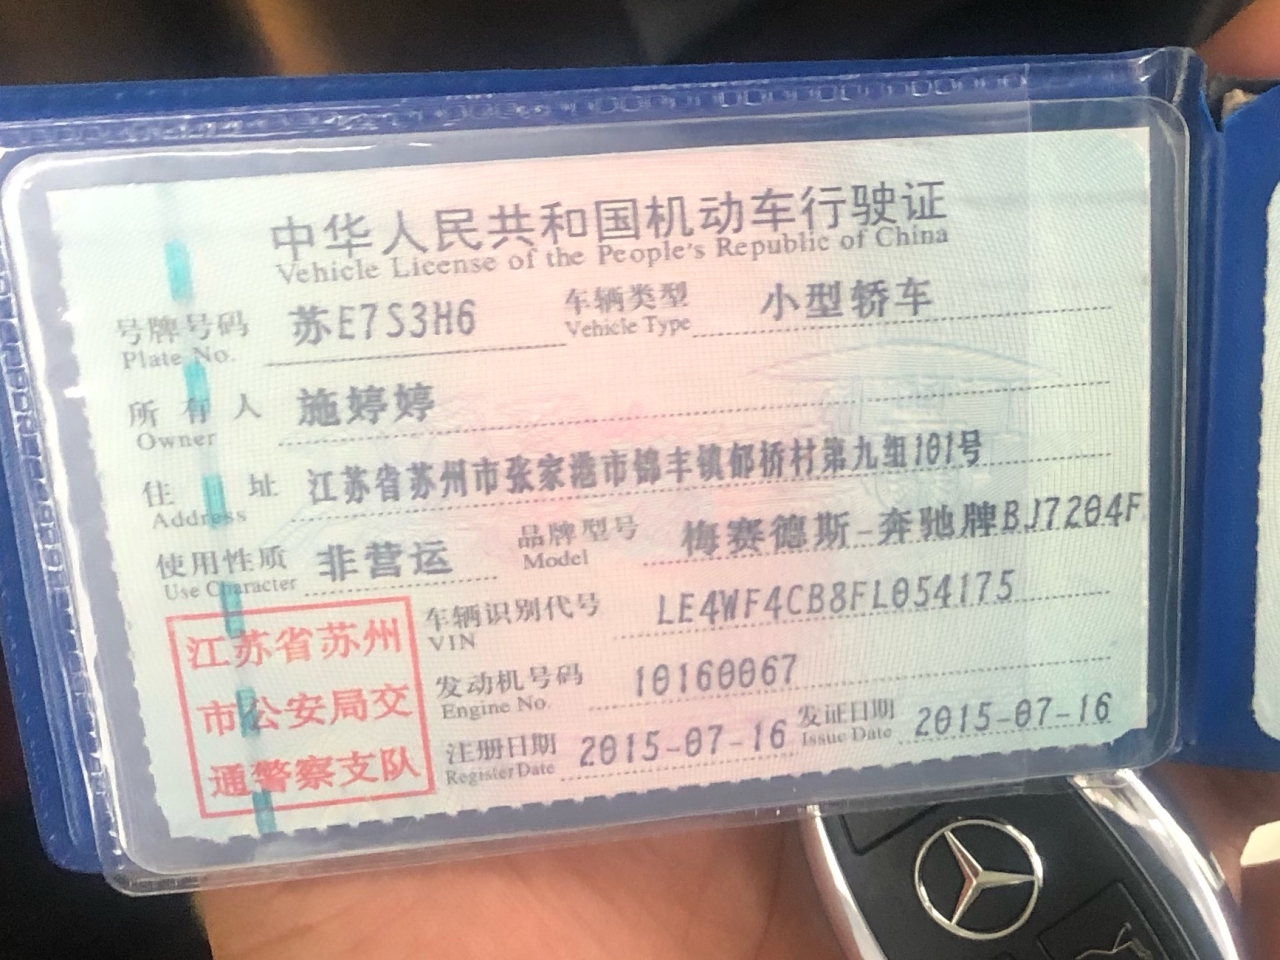 中华人民共和国机动车行驶证
Vehicle License of the People's Republic of China
号牌号码 苏E7S3H6 车辆类型 小型轿车
Plate No. Vehicle Type
所有人 施婷婷
Owner
住址 江苏省苏州市张家港市锦丰镇郁桥村第九组101号
Address
使用性质 非营运 品牌型号 梅赛德斯-奔驰牌BJ7204F
Use Character Model
江苏省苏州
市公安局交
通警察支队
车辆识别代号 LE4WF4CB8FL054175
VIN
发动机号码 10160067
Engine No.
注册日期 2015-07-16 发证日期 2015-07-16
Register Date Issue Date